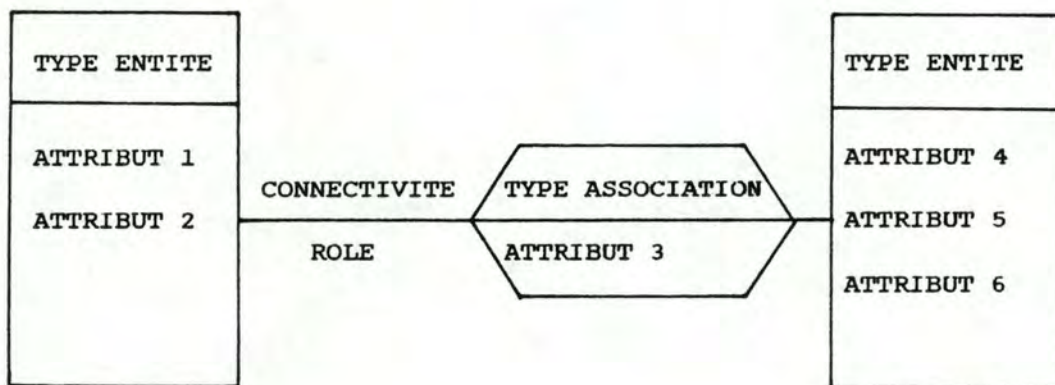 TYPE ENTITE
ATTRIBUT 1
ATTRIBUT 2
CONNECTIVITE
ROLE
TYPE ASSOCIATION
ATTRIBUT 3
TYPE ENTITE
ATTRIBUT 4
ATTRIBUT 5
ATTRIBUT 6